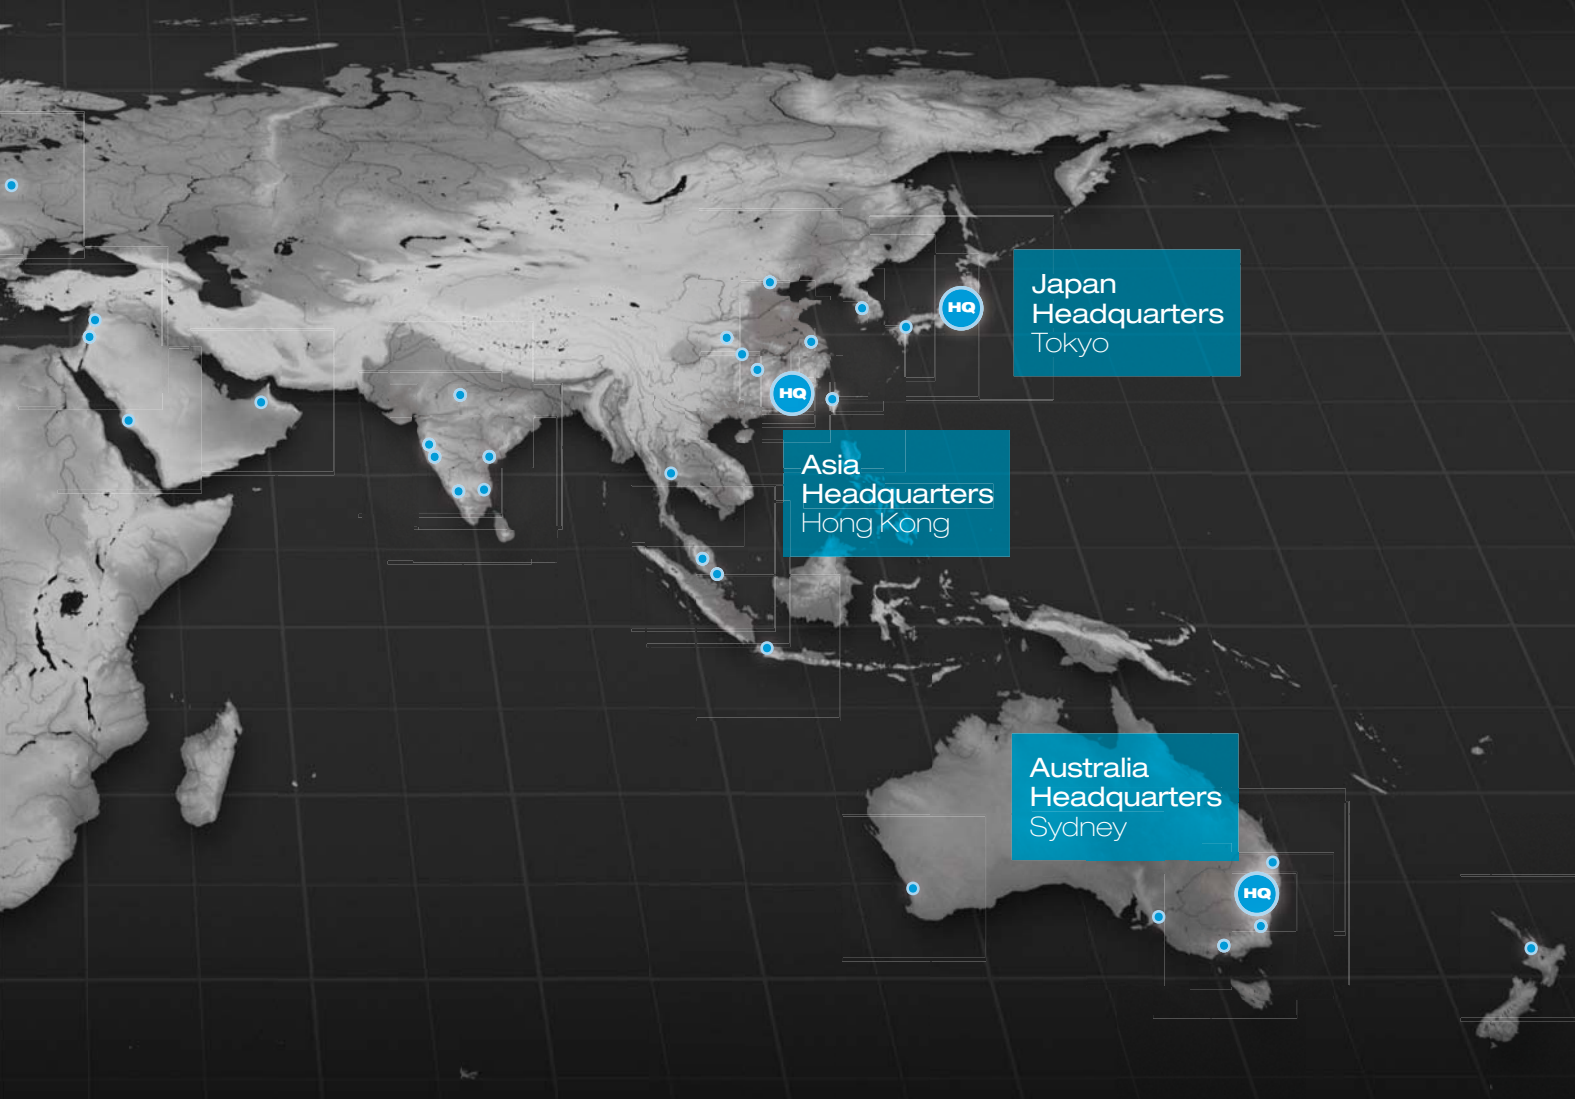 HQ
Japan
Headquarters
Tokyo
HQ
Asia
Headquarters
Hong Kong
Australia
Headquarters
Sydney
HQ